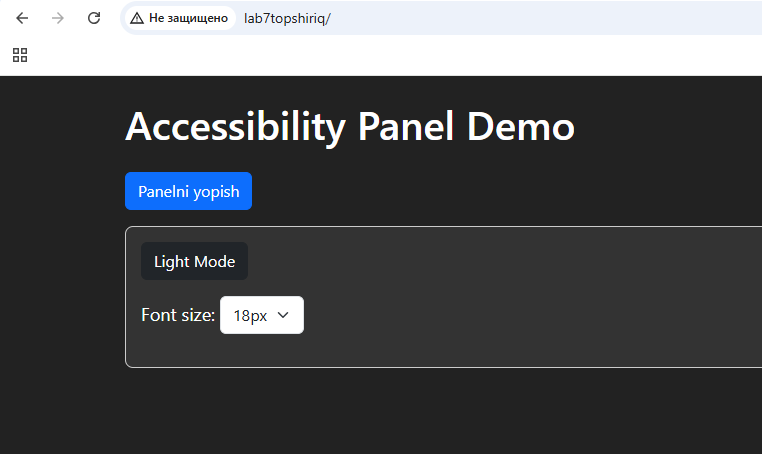 Не защищено lab7topshiriq/
Accessibility Panel Demo
Panelni yopish
Light Mode
Font size: 18px